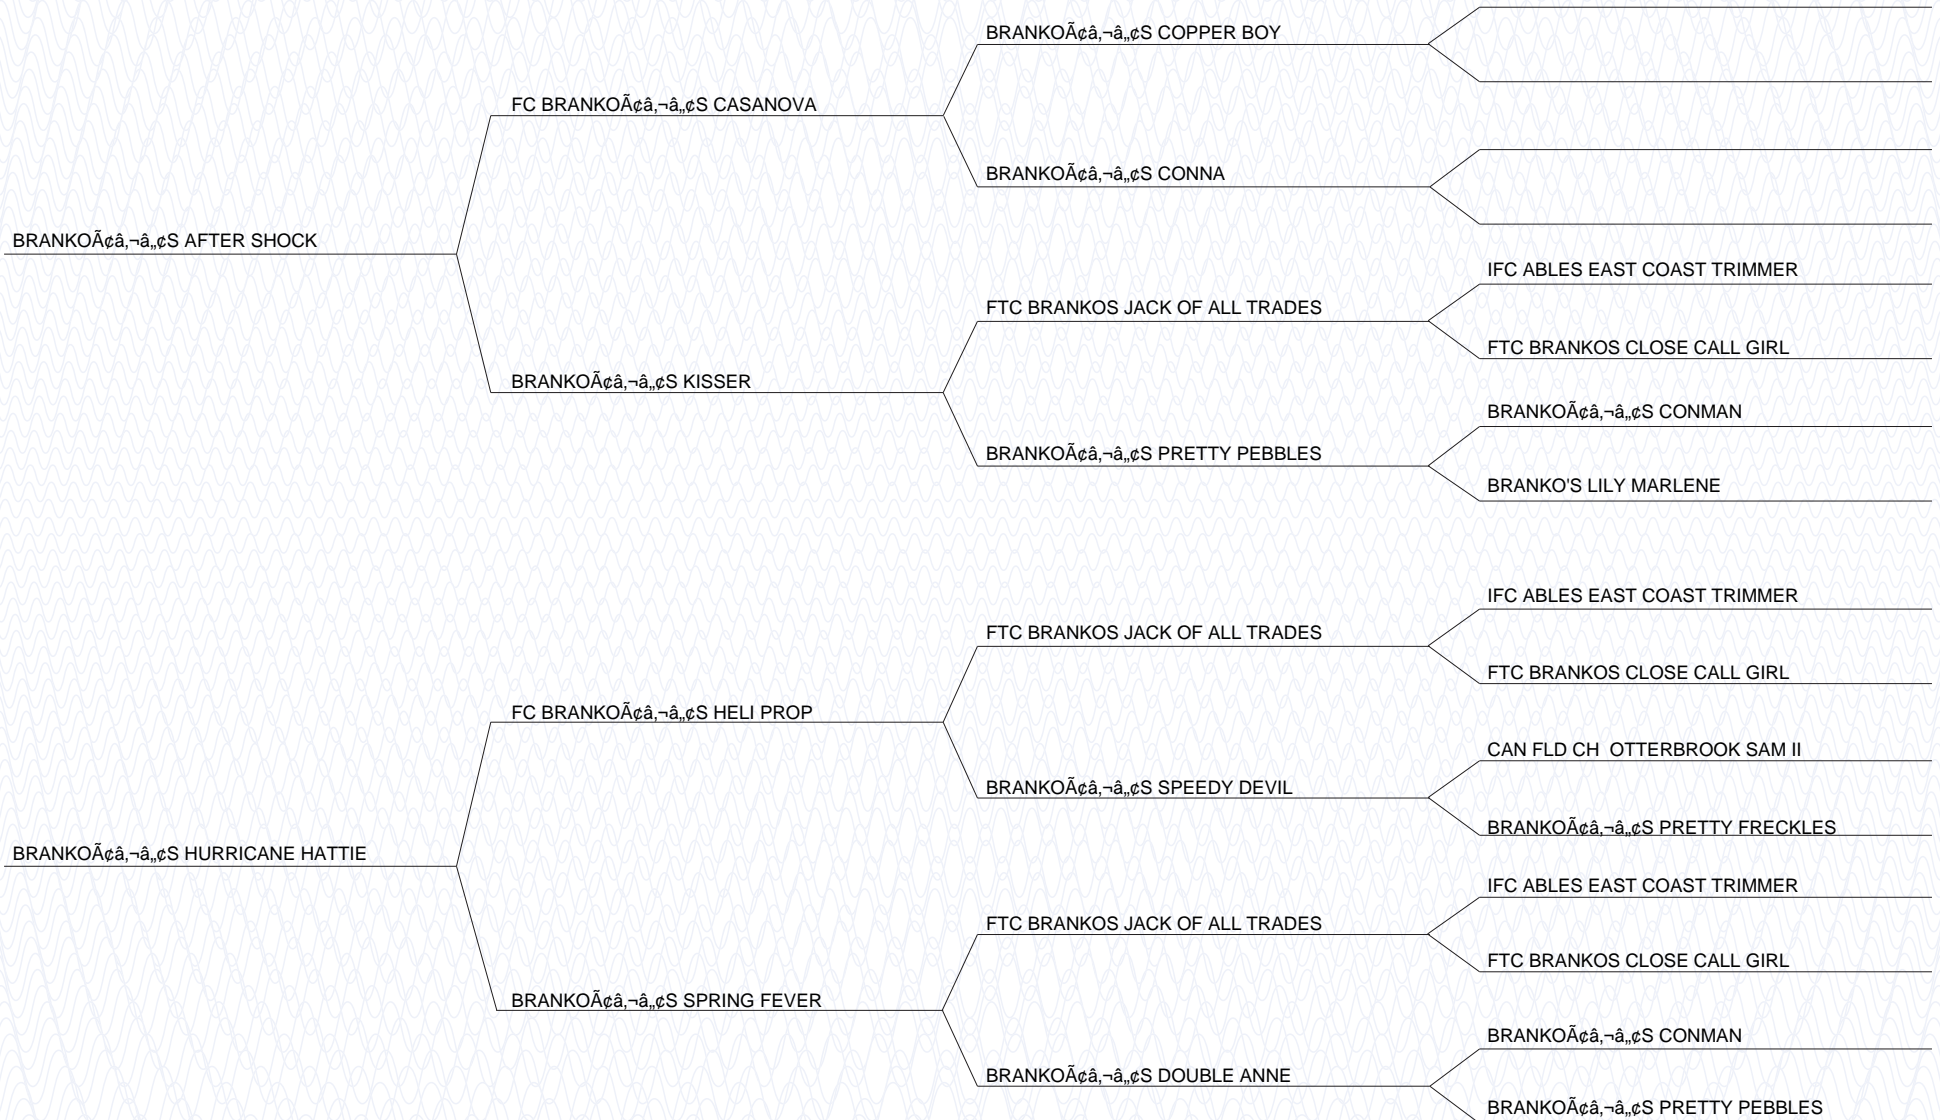 BRANKOÃ¢â‚¬â„¢S COPPER BOY
FC BRANKOÃ¢â‚¬â„¢S CASANOVA
BRANKOÃ¢â‚¬â„¢S CONNA
BRANKOÃ¢â‚¬â„¢S AFTER SHOCK
IFC ABLES EAST COAST TRIMMER
FTC BRANKOS JACK OF ALL TRADES
FTC BRANKOS CLOSE CALL GIRL
BRANKOÃ¢â‚¬â„¢S KISSER
BRANKOÃ¢â‚¬â„¢S CONMAN
BRANKOÃ¢â‚¬â„¢S PRETTY PEBBLES
BRANKO'S LILY MARLENE
IFC ABLES EAST COAST TRIMMER
FTC BRANKOS JACK OF ALL TRADES
FTC BRANKOS CLOSE CALL GIRL
FC BRANKOÃ¢â‚¬â„¢S HELI PROP
CAN FLD CH  OTTERBROOK SAM II
BRANKOÃ¢â‚¬â„¢S SPEEDY DEVIL
BRANKOÃ¢â‚¬â„¢S PRETTY FRECKLES
BRANKOÃ¢â‚¬â„¢S HURRICANE HATTIE
IFC ABLES EAST COAST TRIMMER
FTC BRANKOS JACK OF ALL TRADES
FTC BRANKOS CLOSE CALL GIRL
BRANKOÃ¢â‚¬â„¢S SPRING FEVER
BRANKOÃ¢â‚¬â„¢S CONMAN
BRANKOÃ¢â‚¬â„¢S DOUBLE ANNE
BRANKOÃ¢â‚¬â„¢S PRETTY PEBBLES